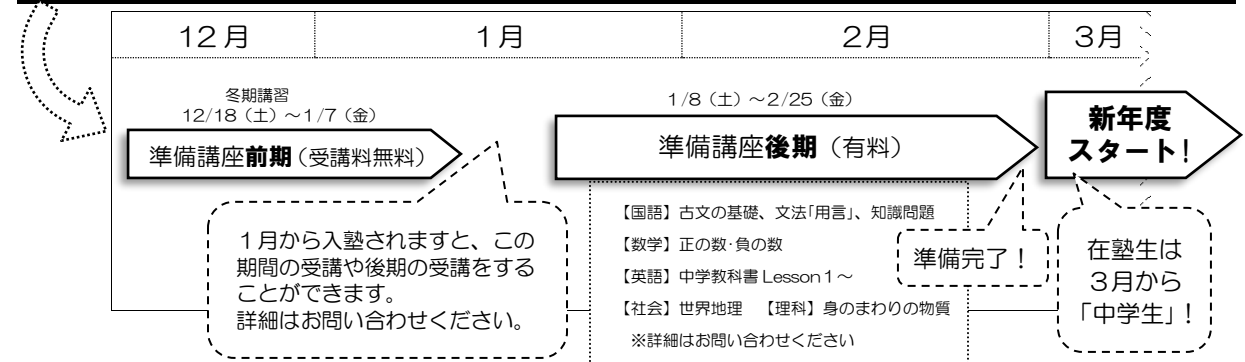 12月 1月 2月 3月
冬期講習
12/18（土）～1/7（金）
準備講座前期（受講料無料）
1/8（土）～2/25（金）
準備講座後期（有料）
新年度
スタート!
1月から入塾されますと、この
期間の受講や後期の受講をする
ことができます。
詳細はお問い合わせください。
【国語】古文の基礎、文法「用言」、知識問題
【数学】正の数・負の数
【英語】中学教科書 Lesson１～
【社会】世界地理 【理科】身のまわりの物質
※詳細はお問い合わせください
準備完了！
在塾生は
３月から
「中学生」！